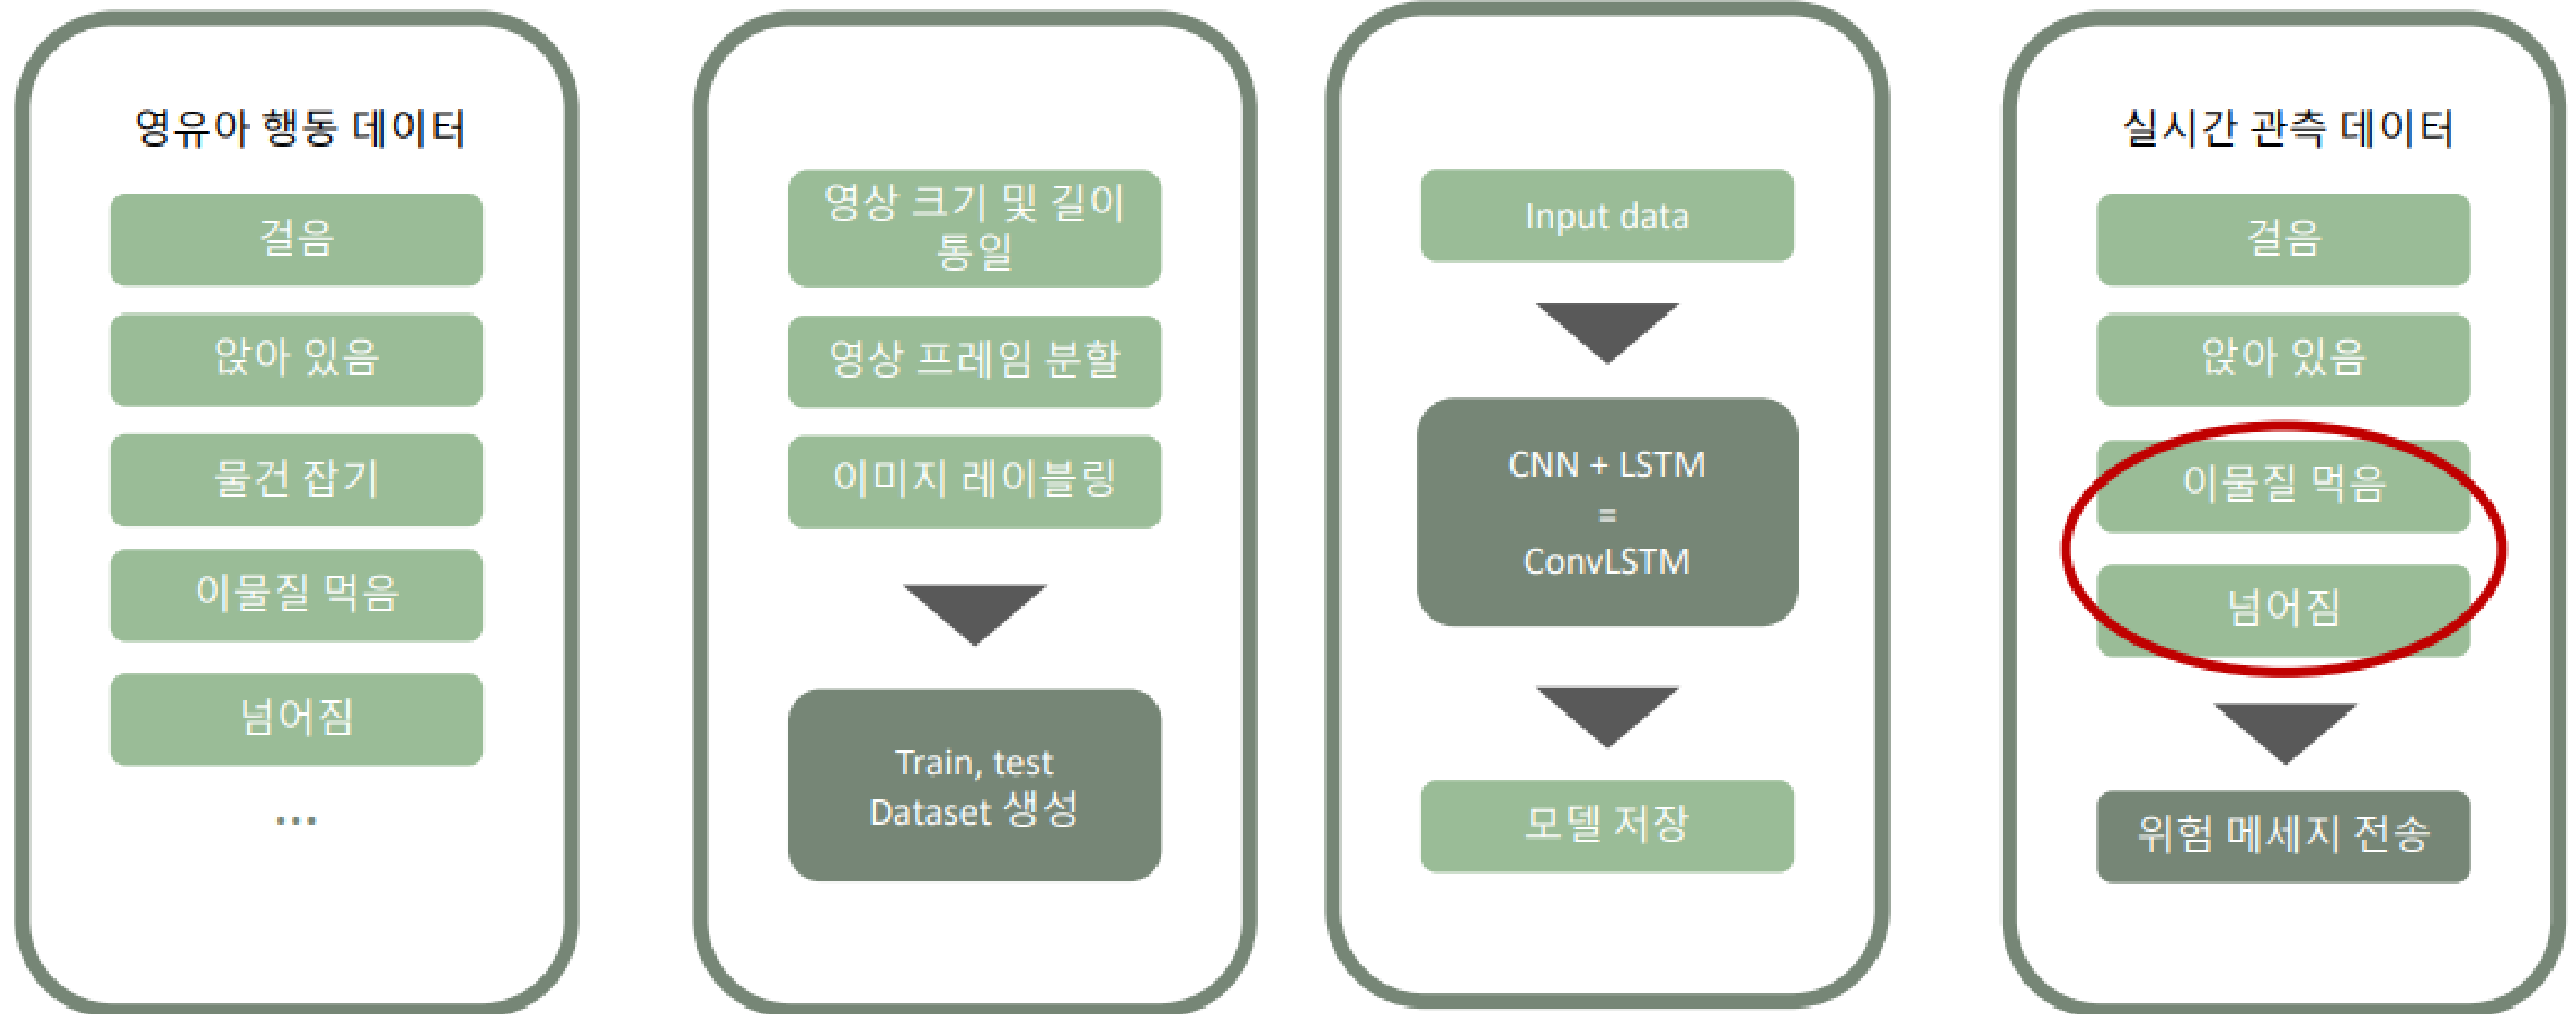 영유아 행동 데이터
걸음
앉아 있음
물건 잡기
이물질 먹음
넘어짐
...
영상 크기 및 길이
통일
영상 프레임 분할
이미지 레이블링
Train, test
Dataset 생성
Input data
CNN + LSTM
=
ConvLSTM
모델 저장
실시간 관측 데이터
걸음
앉아 있음
이물질 먹음
넘어짐
위험 메세지 전송